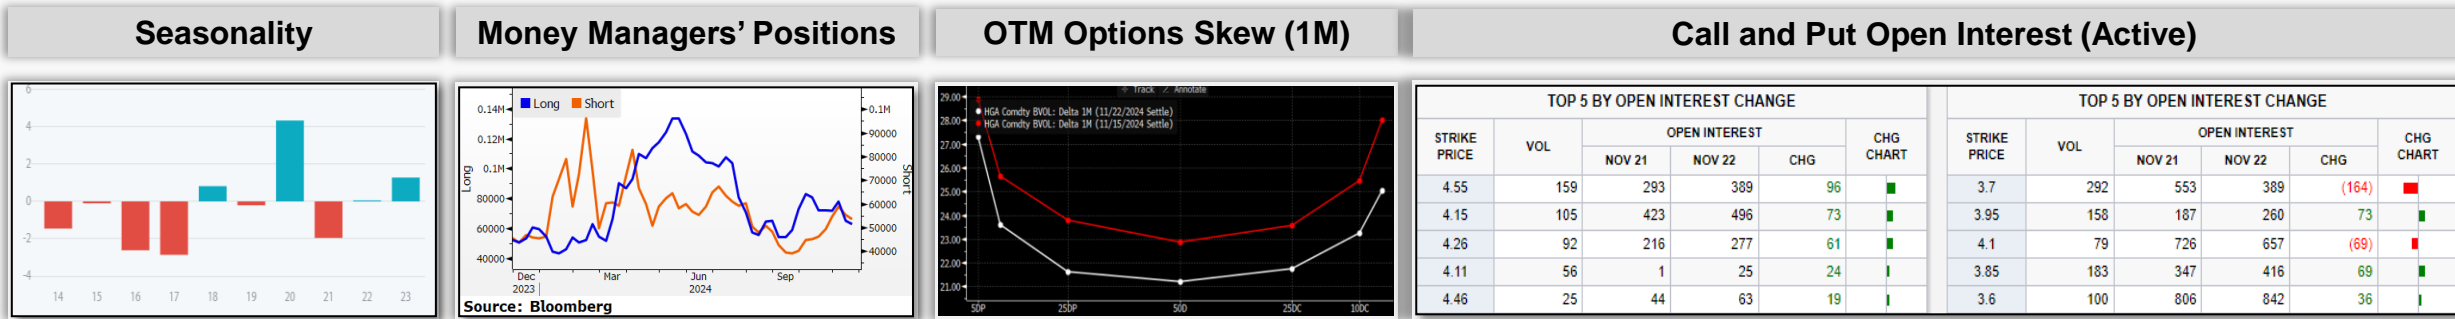 Seasonality
Money Managers' Positions
OTM Options Skew (1M)
Call and Put Open Interest (Active)
6
4
2
0
-2
-4
14 15 16 17 18 19 20 21 22 23
Long Short
0.14M
0.12M
0.1M
80000
60000
40000
Long
0.1M
90000
80000
70000
60000
50000
40000
Short
Dec Mar Jun Sep
2023 2024
Source: Bloomberg
Track Annotate
HGA Comdty BVOL: Delta 1M (11/22/2024 Settle)
HGA Comdty BVOL: Delta 1M (11/15/2024 Settle)
29.00
28.00
27.00
26.00
25.00
24.00
23.00
22.00
21.00
5DP 25DP 50D 25DC 10DC
TOP 5 BY OPEN INTEREST CHANGE
STRIKE PRICE VOL OPEN INTEREST CHG CHART
NOV 21 NOV 22 CHG
4.55 159 293 389 96
4.15 105 423 496 73
4.26 92 216 277 61
4.11 56 1 25 24
4.46 25 44 63 19
TOP 5 BY OPEN INTEREST CHANGE
STRIKE PRICE VOL OPEN INTEREST CHG CHART
NOV 21 NOV 22 CHG
3.7 292 553 389 (164)
3.95 158 187 260 73
4.1 79 726 657 (69)
3.85 183 347 416 69
3.6 100 806 842 36